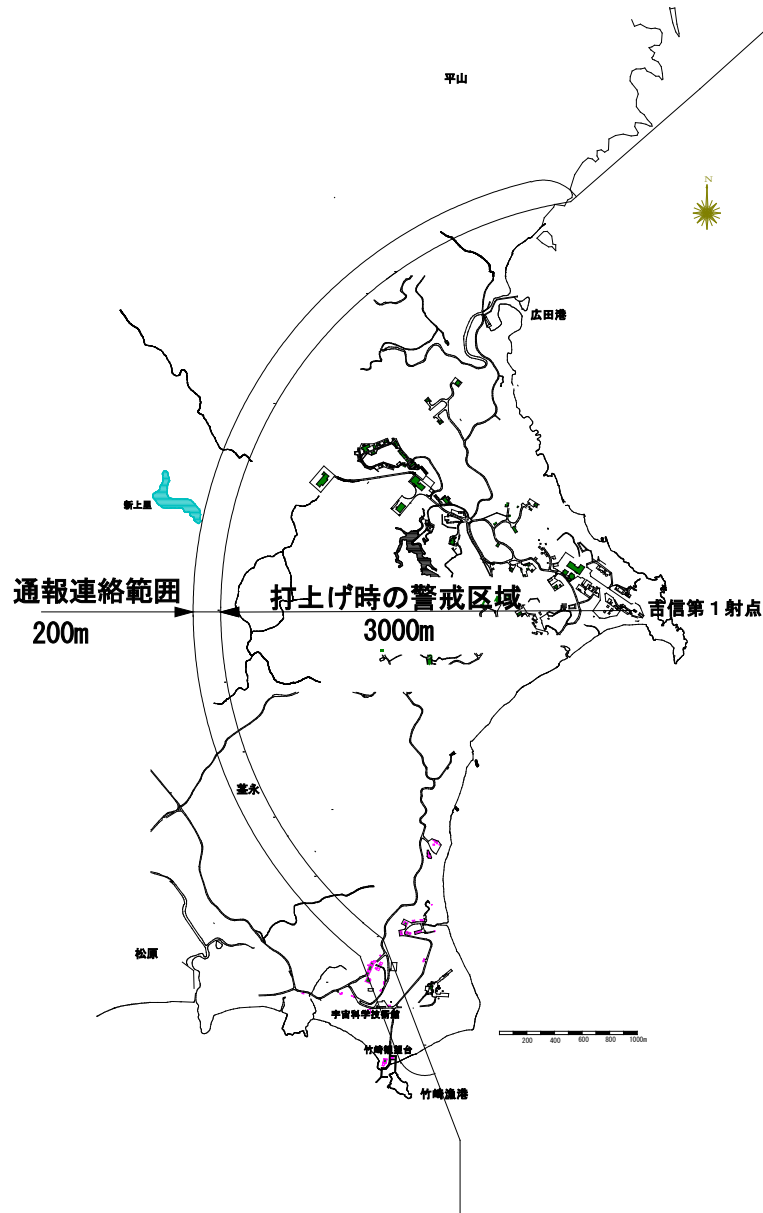 平山
N
広田港
新上里
通報連絡範囲
打上げ時の警戒区域
吉信第１射点
200m
3000m
茎永
松原
宇宙科学技術館
竹崎展望台
200 400 600 800 1000m
竹崎漁港